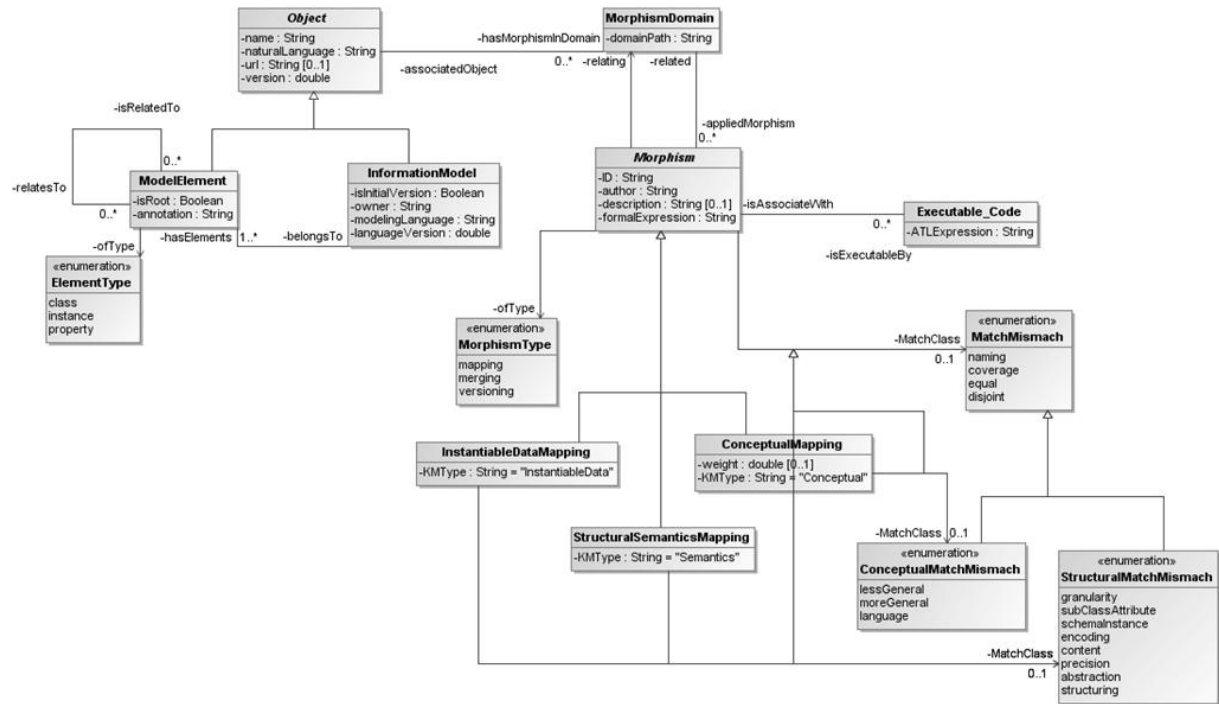 Object
-name : String
-naturalLanguage : String
-url : String [0..1]
-version : double
MorphismDomain
-domainPath : String
-hasMorphismInDomain
0..*
-associatedObject
-relating
-related
-appliedMorphism
0..*
-isRelatedTo
0..*
-relatesTo
0..*
ModelElement
-isRoot : Boolean
-annotation : String
-hasElements
1..*
-belongsTo
InformationModel
-isInitialVersion : Boolean
-owner : String
-modelingLanguage : String
-languageVersion : double
Morphism
-ID : String
-author : String
-description : String [0..1]
-formalExpression : String
-isAssociateWith
0..*
-isExecutableBy
Executable_Code
-ATLExpression : String
-ofType
«enumeration»
ElementType
class
instance
property
-ofType
«enumeration»
MorphismType
mapping
merging
versioning
-MatchClass
0..1
«enumeration»
MatchMismach
naming
coverage
equal
disjoint
InstantiableDataMapping
-KMType : String = "InstantiableData"
ConceptualMapping
-weight : double [0..1]
-KMType : String = "Conceptual"
StructuralSemanticsMapping
-KMType : String = "Semantics"
-MatchClass
0..1
«enumeration»
ConceptualMatchMismach
lessGeneral
moreGeneral
language
-MatchClass
0..1
«enumeration»
StructuralMatchMismach
granularity
subClassAttribute
schemaInstance
encoding
content
precision
abstraction
structuring